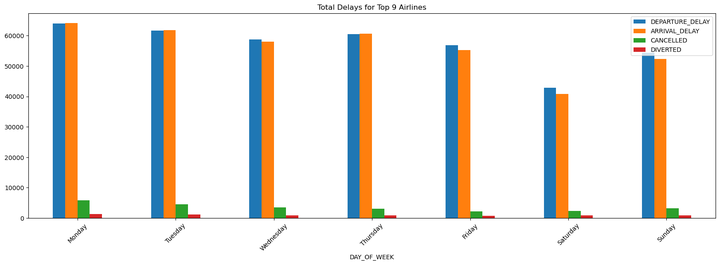 Total Delays for Top 9 Airlines
DEPARTURE_DELAY
ARRIVAL_DELAY
CANCELLED
DIVERTED
60000
50000
40000
30000
20000
10000
0
Monday
Tuesday
Wednesday
Thursday
Friday
Saturday
Sunday
DAY_OF_WEEK